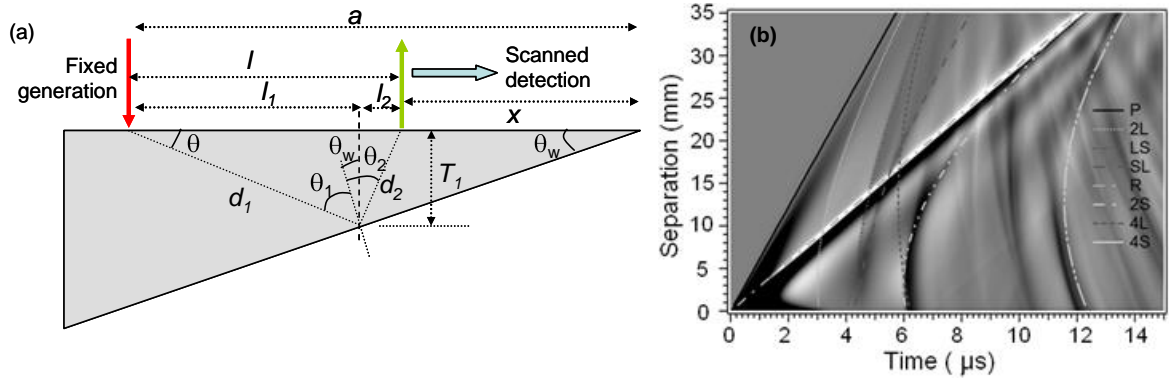 (a)
a
Fixed
generation
l
Scanned
detection
l1
l2
x
θ
θw
θ2
θ1
d2
T1
θw
d1
(b)
Separation (mm)
35
30
25
20
15
10
5
0
P
2L
LS
SL
R
2S
4L
4S
0
2
4
6
8
10
12
14
Time ( µs)